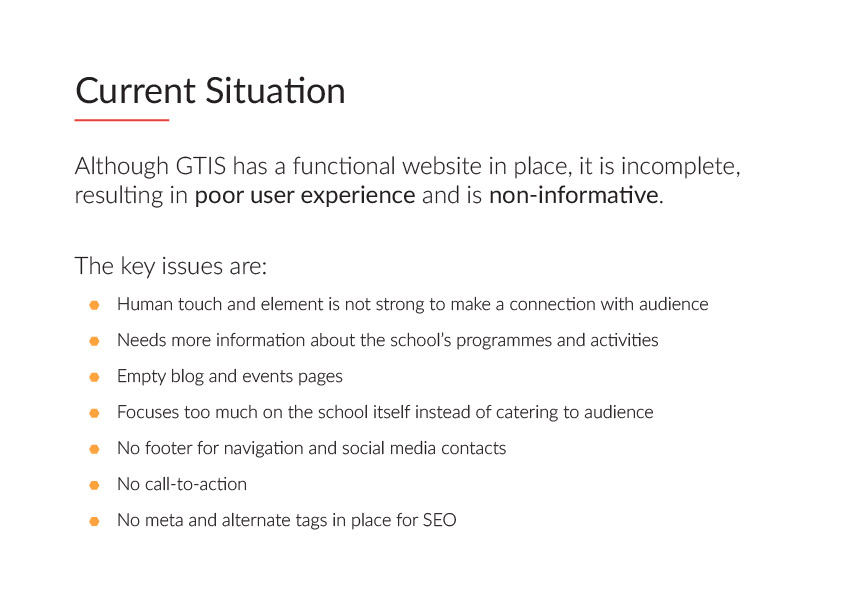 Current Situation
Although GTIS has a functional website in place, it is incomplete,
resulting in poor user experience and is non-informative.
The key issues are:
Human touch and element is not strong to make a connection with audience
Needs more information about the school's programmes and activities
Empty blog and events pages
Focuses too much on the school itself instead of catering to audience
No footer for navigation and social media contacts
No call-to-action
No meta and alternate tags in place for SEO